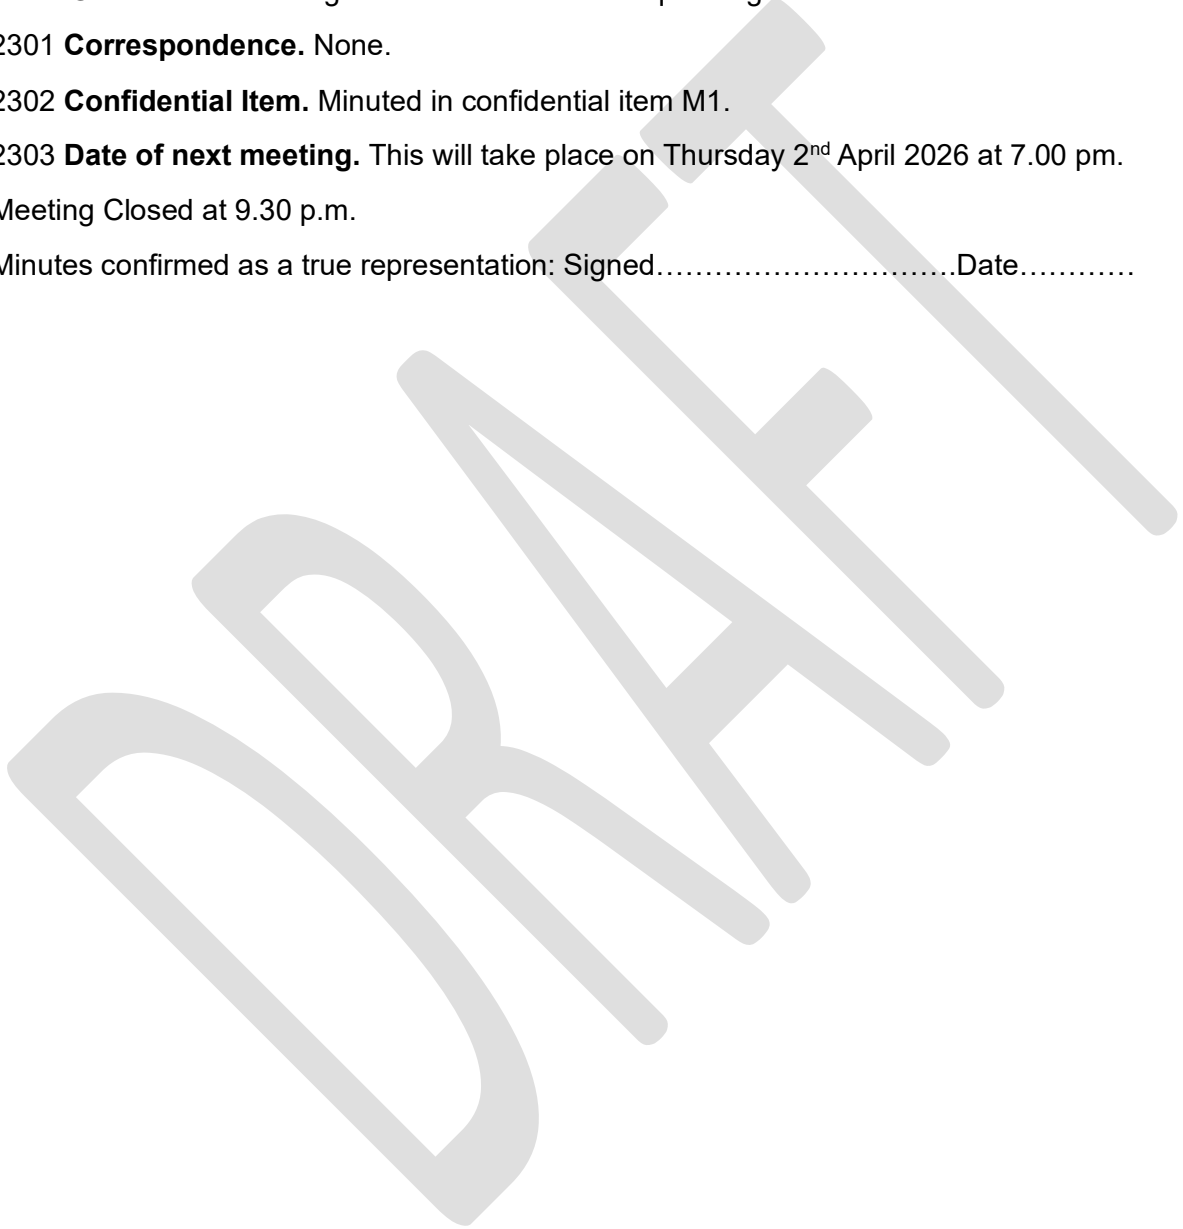 2301 Correspondence. None.
2302 Confidential Item. Minuted in confidential item M1.
2303 Date of next meeting. This will take place on Thursday 2nd April 2026 at 7.00 pm.
Meeting Closed at 9.30 p.m.
Minutes confirmed as a true representation: Signed………………………….Date…………
DRAFT